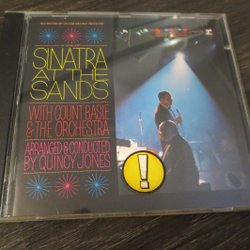 SINATRA
AT THE
SANDS
WITH COUNT BASIE
& THE ORCHESTRA
ARRANGED & CONDUCTED
BY QUINCY JONES
!